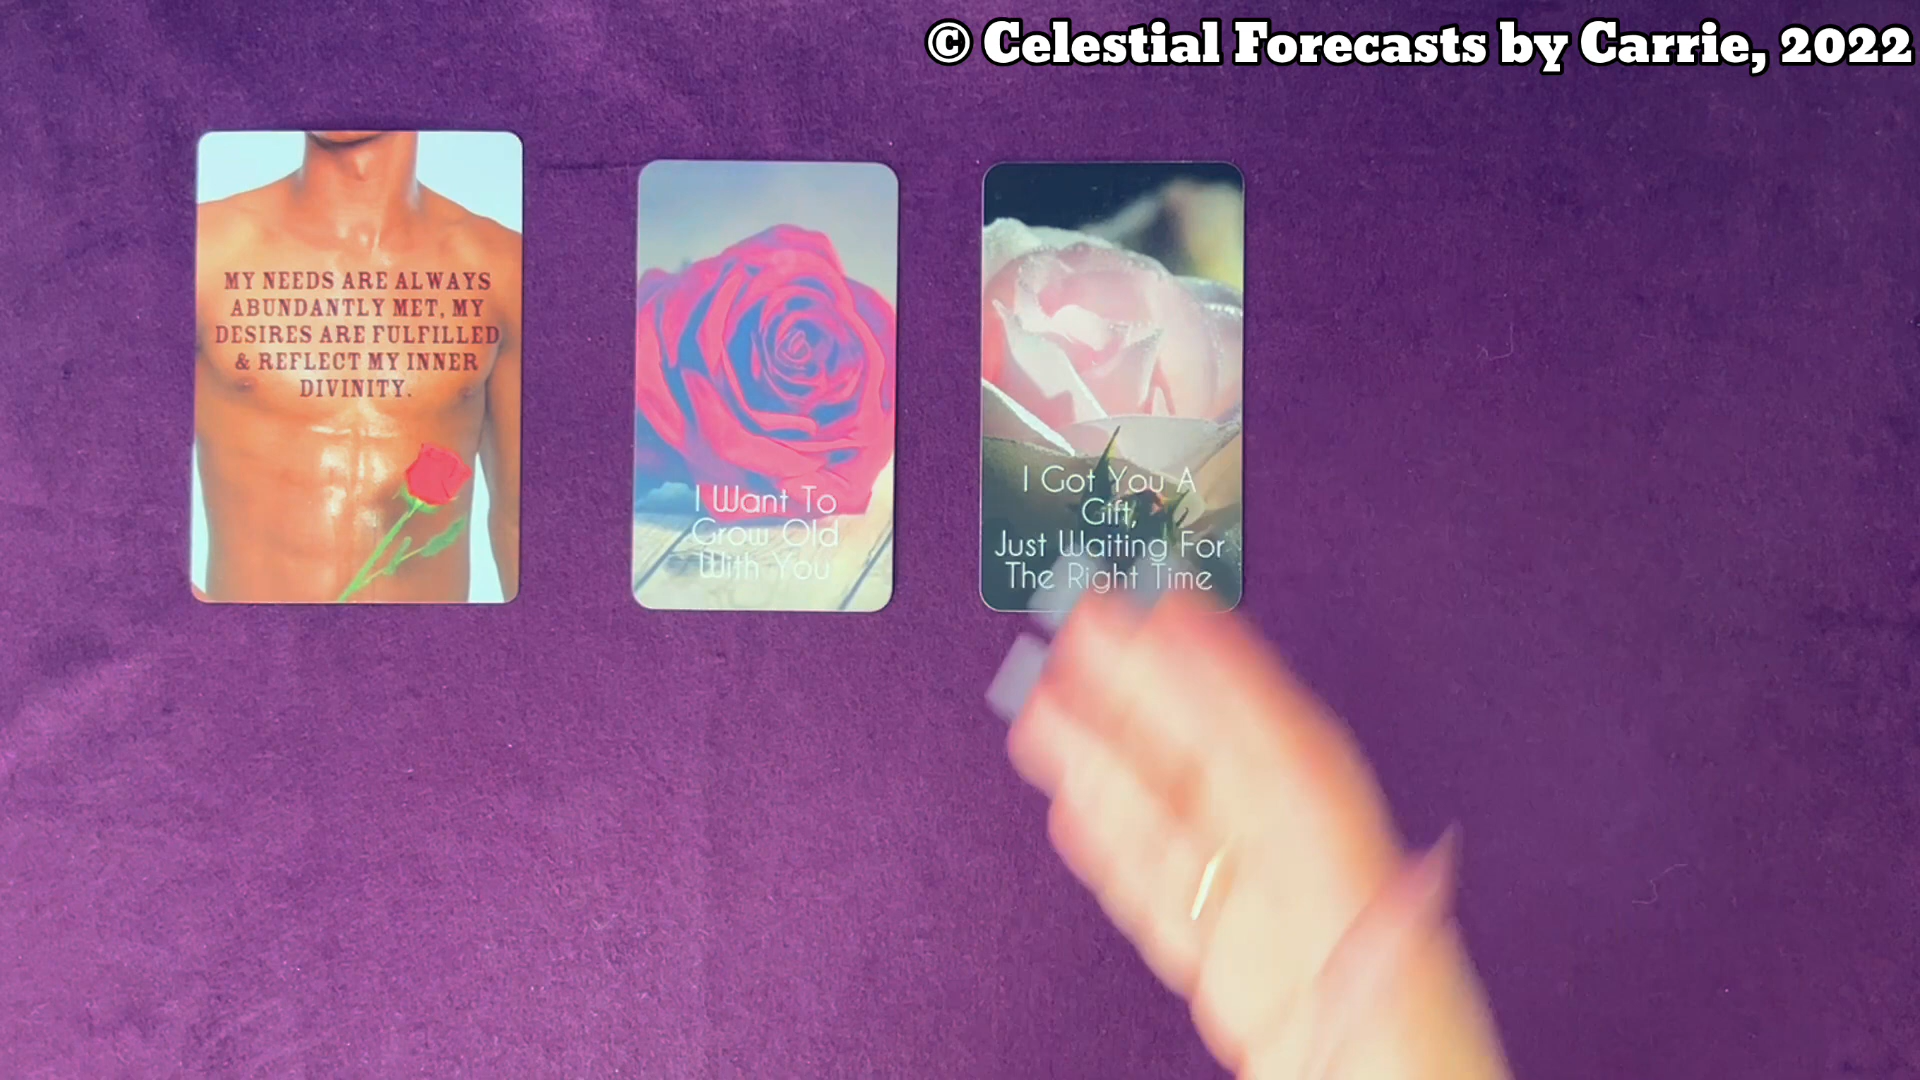 © Celestial Forecasts by Carrie, 2022
MY NEEDS ARE ALWAYS
ABUNDANTLY MET, MY
DESIRES ARE FULFILLED
& REFLECT MY INNER
DIVINITY.
I Want To
Grow Old
With You
I Got You A
Gift,
Just Waiting For
The Right Time